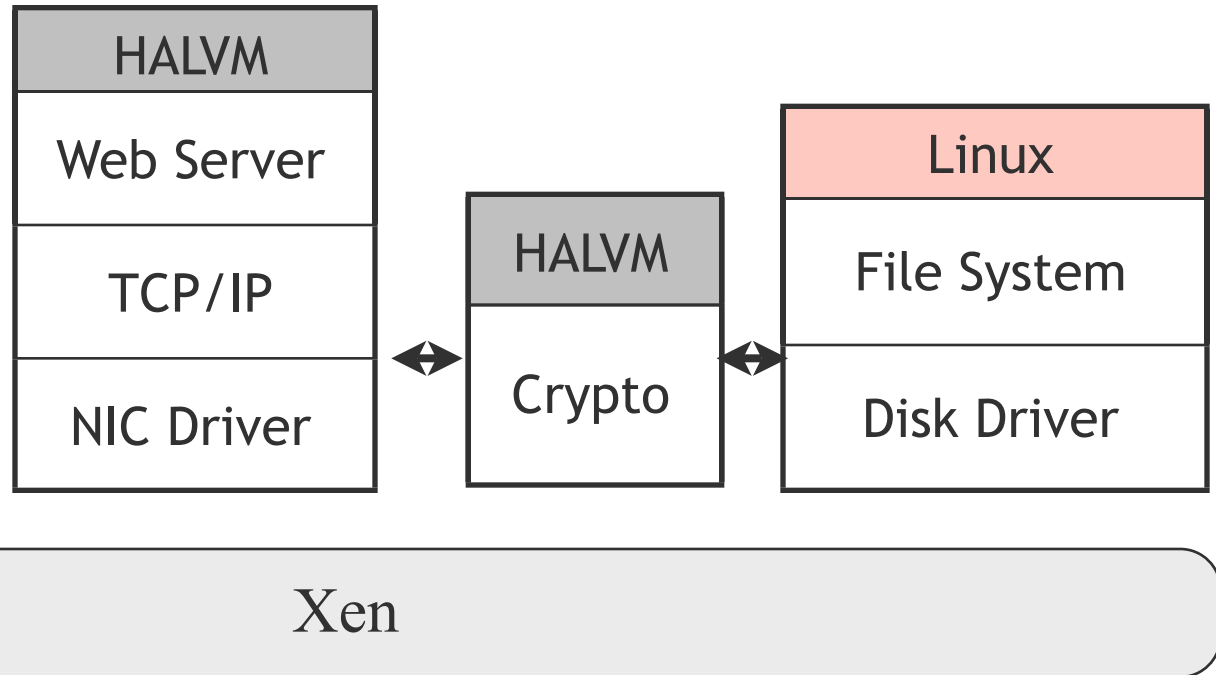 HALVM
Web Server
TCP/IP
NIC Driver
HALVM
Crypto
Linux
File System
Disk Driver
Xen